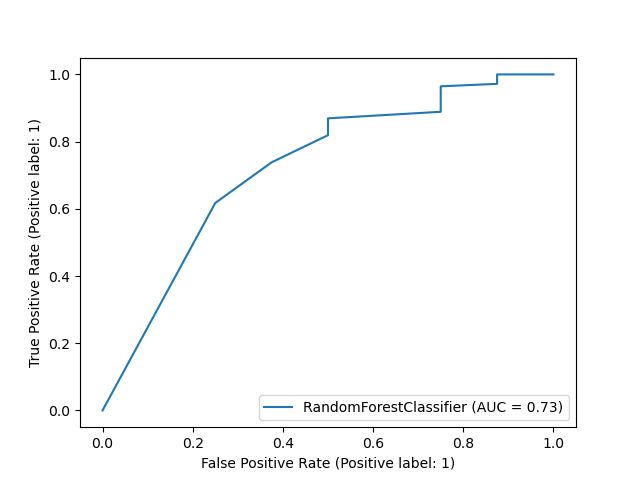 1.0
0.8
0.6
0.4
0.2
0.0
True Positive Rate (Positive label: 1)
RandomForestClassifier (AUC = 0.73)
0.0 0.2 0.4 0.6 0.8 1.0
False Positive Rate (Positive label: 1)